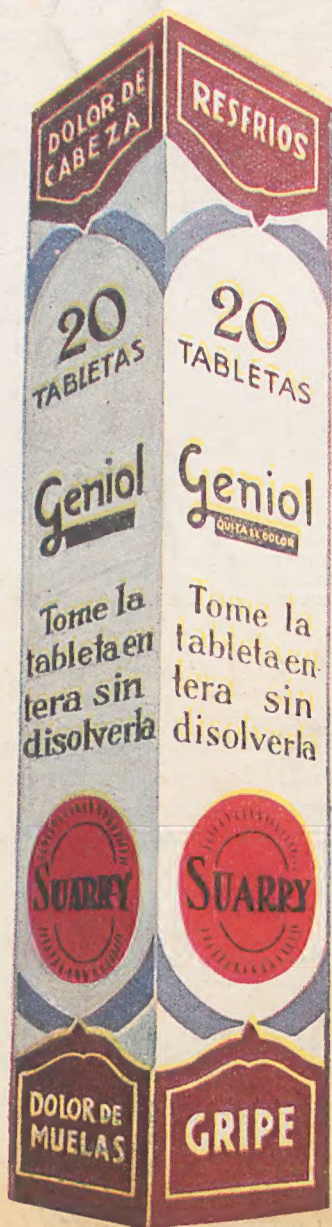 DOLOR DE
CABEZA
20
TABLETAS
Geniol
Tome la
tableta en
tera sin
disolverla
SUARRY
DOLOR DE
MUELAS
RESFRIOS
20
TABLETAS
Geniol
QUITA EL DOLOR
Tome la
tableta en-
tera sin
disolverla
SUARRY
GRIPE